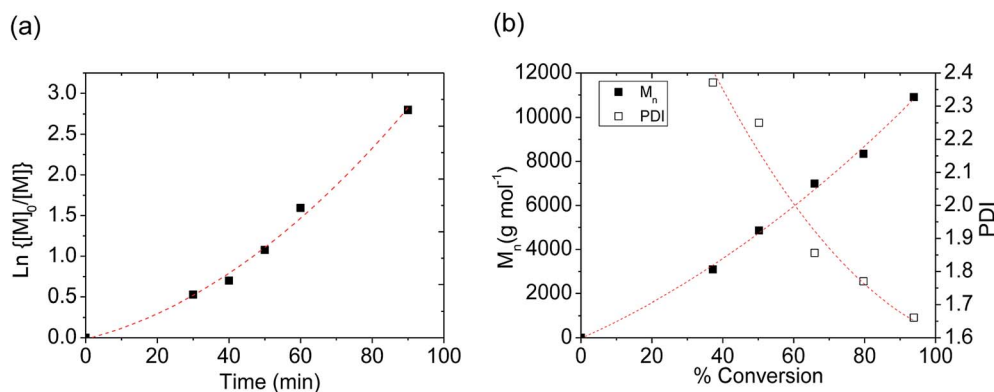 (a)
(b)
Ln {[M]₀/[M]}
3.0
2.5
2.0
1.5
1.0
0.5
0.0
0 20 40 60 80 100
Time (min)
Mₙ(g mol⁻¹)
12000
10000
8000
6000
4000
2000
0
Mₙ
PDI
0 20 40 60 80 100
% Conversion
2.4
2.3
2.2
2.1
2.0
1.9
1.8
1.7
1.6
PDI